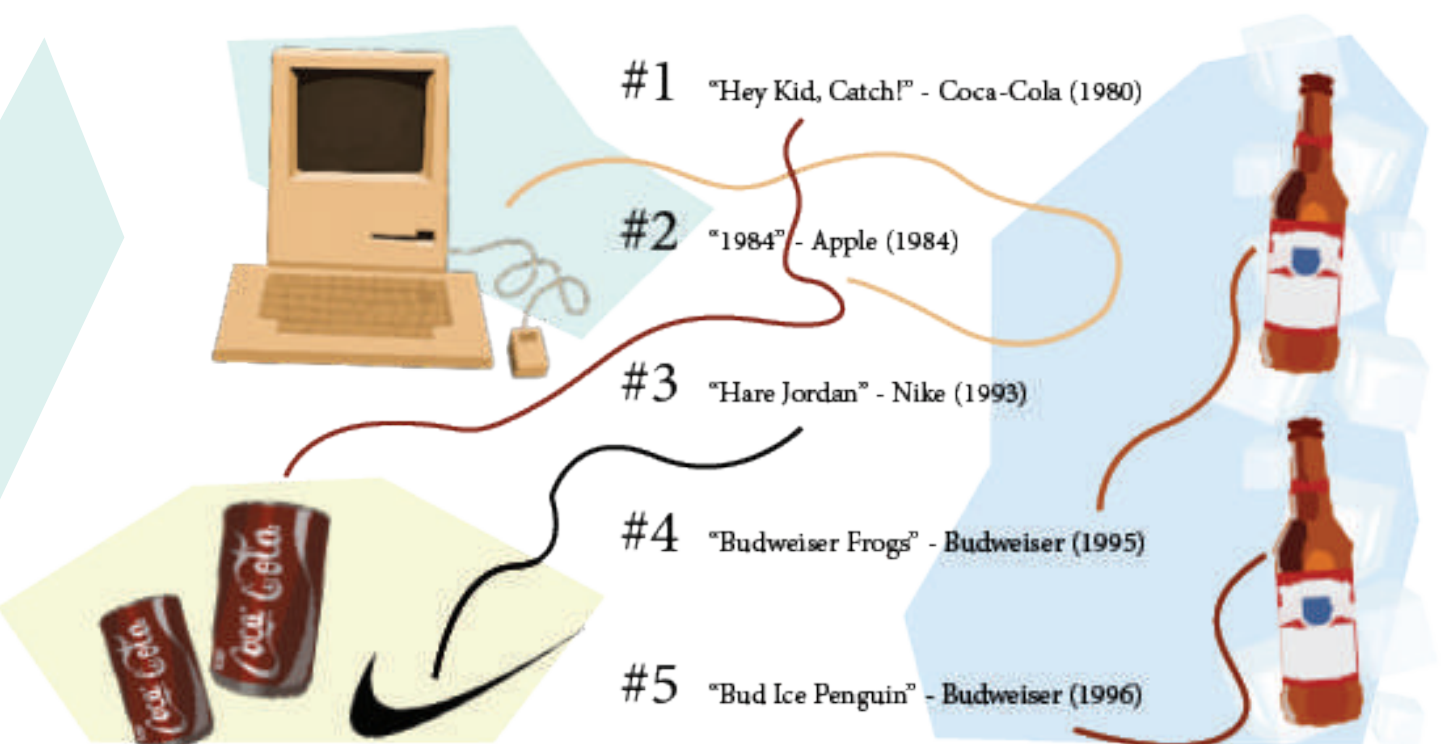 #1 “Hey Kid, Catch!” - Coca-Cola (1980)
#2 “1984” - Apple (1984)
#3 “Hare Jordan” - Nike (1993)
#4 “Budweiser Frogs” - Budweiser (1995)
#5 “Bud Ice Penguin” - Budweiser (1996)
Coca Cola
Coca Cola